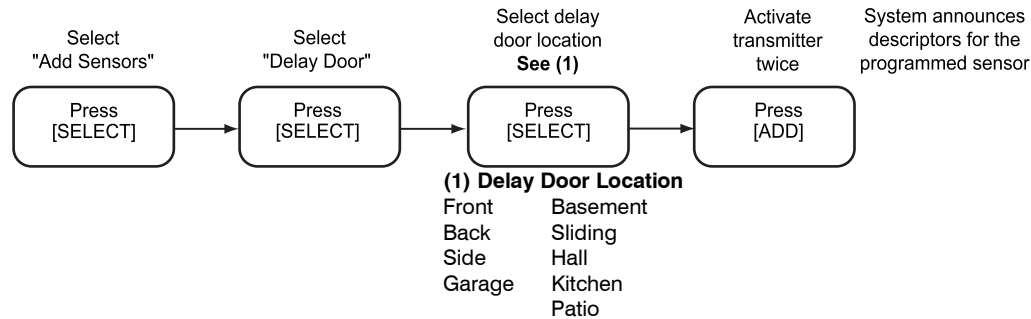 Select
"Add Sensors"
Press
[SELECT]
Select
"Delay Door"
Press
[SELECT]
Select delay
door location
See (1)
Press
[SELECT]
Activate
transmitter
twice
Press
[ADD]
System announces
descriptors for the
programmed sensor
(1) Delay Door Location
Front
Back
Side
Garage
Basement
Sliding
Hall
Kitchen
Patio